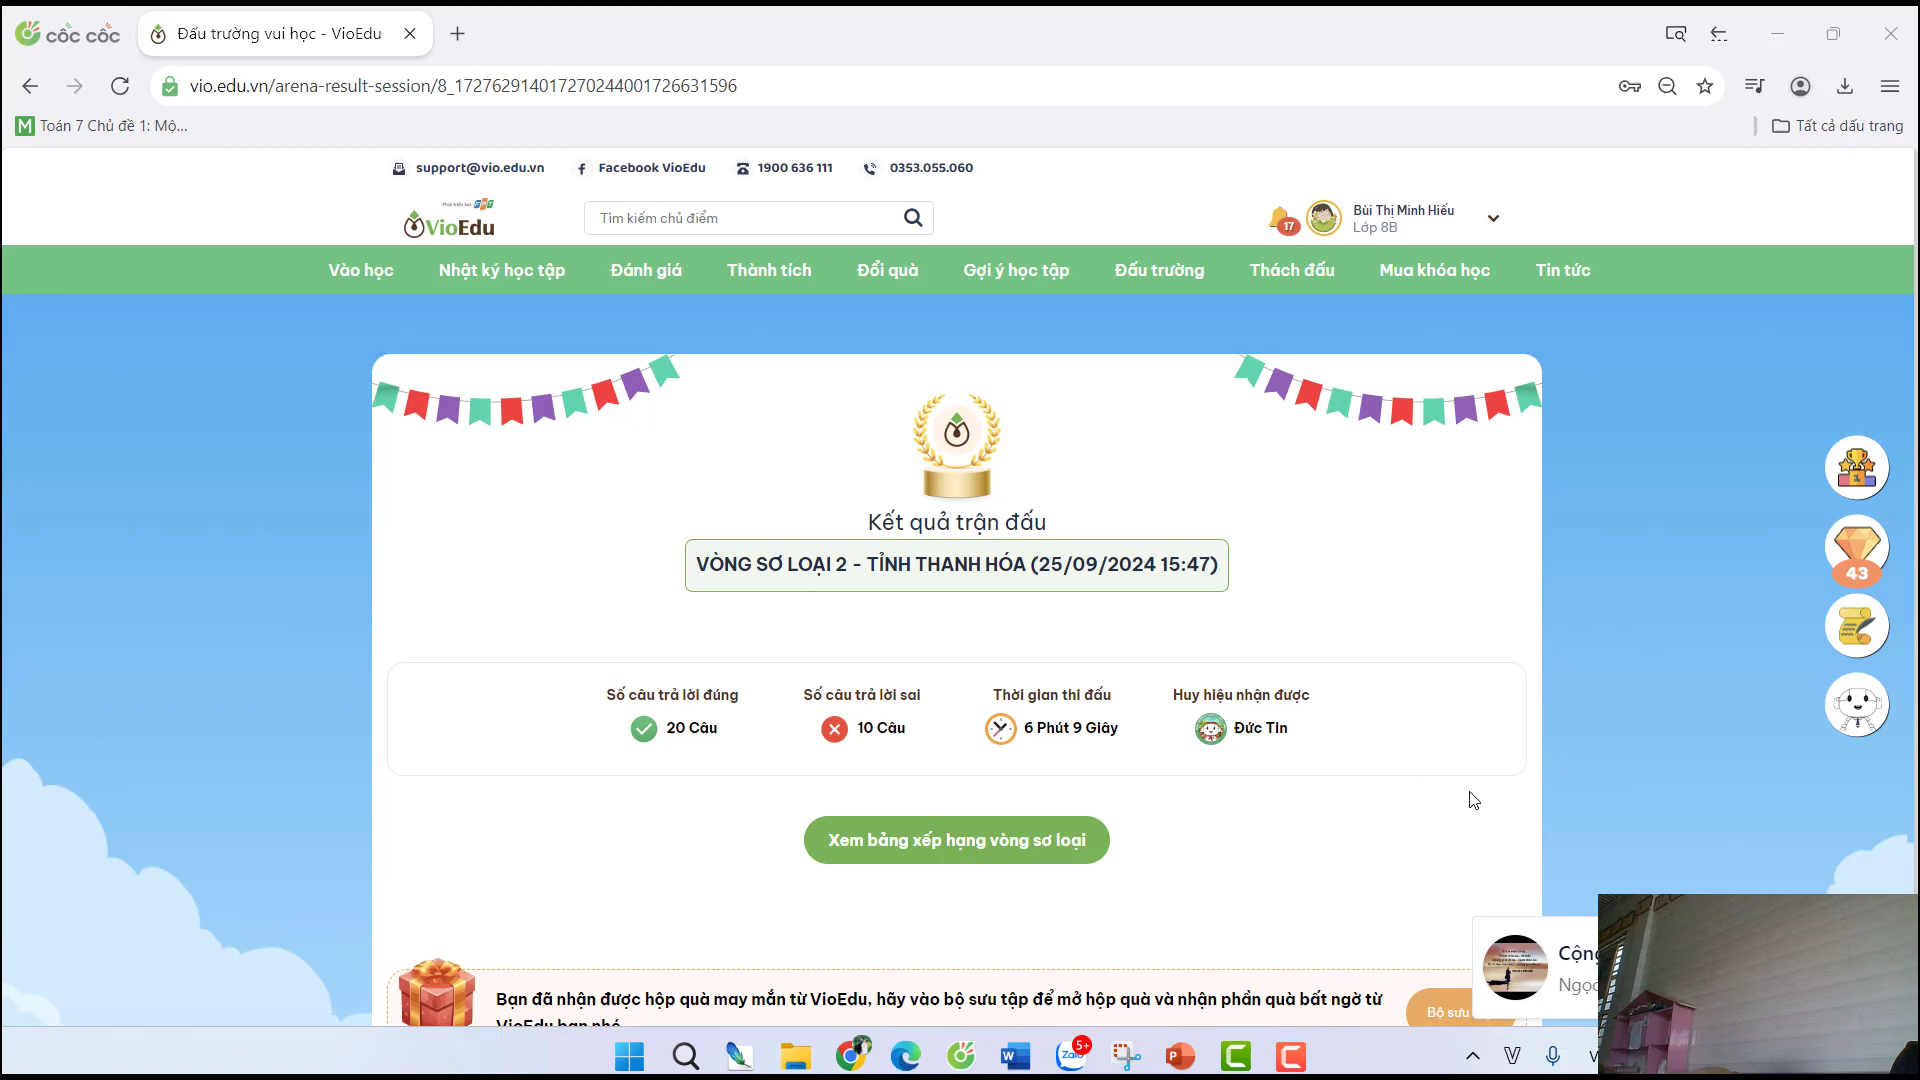 cốc cốc
Đấu trường vui học - VioEdu
vio.edu.vn/arena-result-session/8_1727629140172702440017266​31596
Toán 7 Chủ đề 1: Mộ...
Tất cả dấu trang
support@vio.edu.vn
Facebook VioEdu
1900 636 111
0353.055.060
VioEdu
Tìm kiếm chủ điểm
17
Bùi Thị Minh Hiếu
Lớp 8B
Vào học
Nhật ký học tập
Đánh giá
Thành tích
Đổi quà
Gợi ý học tập
Đấu trường
Thách đấu
Mua khóa học
Tin tức
Kết quả trận đấu
VÒNG SƠ LOẠI 2 - TỈNH THANH HÓA (25/09/2024 15:47)
43
Số câu trả lời đúng
20 Câu
Số câu trả lời sai
10 Câu
Thời gian thi đấu
6 Phút 9 Giây
Huy hiệu nhận được
Đức Tin
Xem bảng xếp hạng vòng sơ loại
Bạn đã nhận được hộp quà may mắn từ VioEdu, hãy vào bộ sưu tập để mở hộp quà và nhận phần quà bất ngờ từ
VioEdu bạn nhé
Bộ sưu
Cộng
Ngọc
5+
Zalo